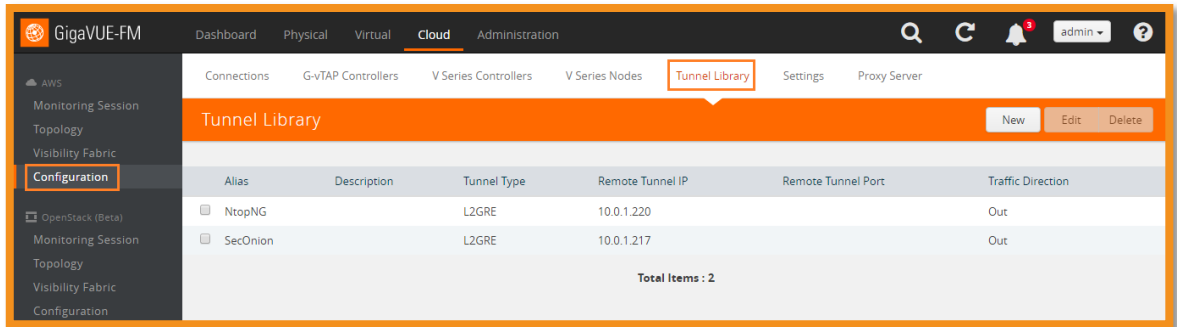 GigaVUE-FM Dashboard Physical Virtual Cloud Administration 3 admin ?
Connections G-vTAP Controllers V Series Controllers V Series Nodes Tunnel Library Settings Proxy Server
AWS
Monitoring Session
Topology
Visibility Fabric
Configuration
OpenStack (Beta)
Monitoring Session
Topology
Visibility Fabric
Configuration
Tunnel Library New Edit Delete
Alias Description Tunnel Type Remote Tunnel IP Remote Tunnel Port Traffic Direction
NtopNG L2GRE 10.0.1.220 Out
SecOnion L2GRE 10.0.1.217 Out
Total Items : 2